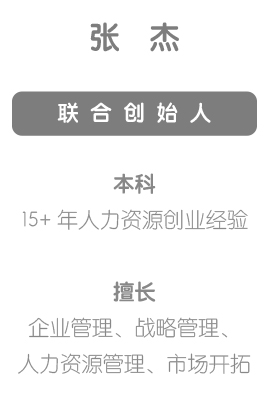 张 杰
联合创始人
本科
15+ 年人力资源创业经验
擅长
企业管理、战略管理、
人力资源管理、市场开拓